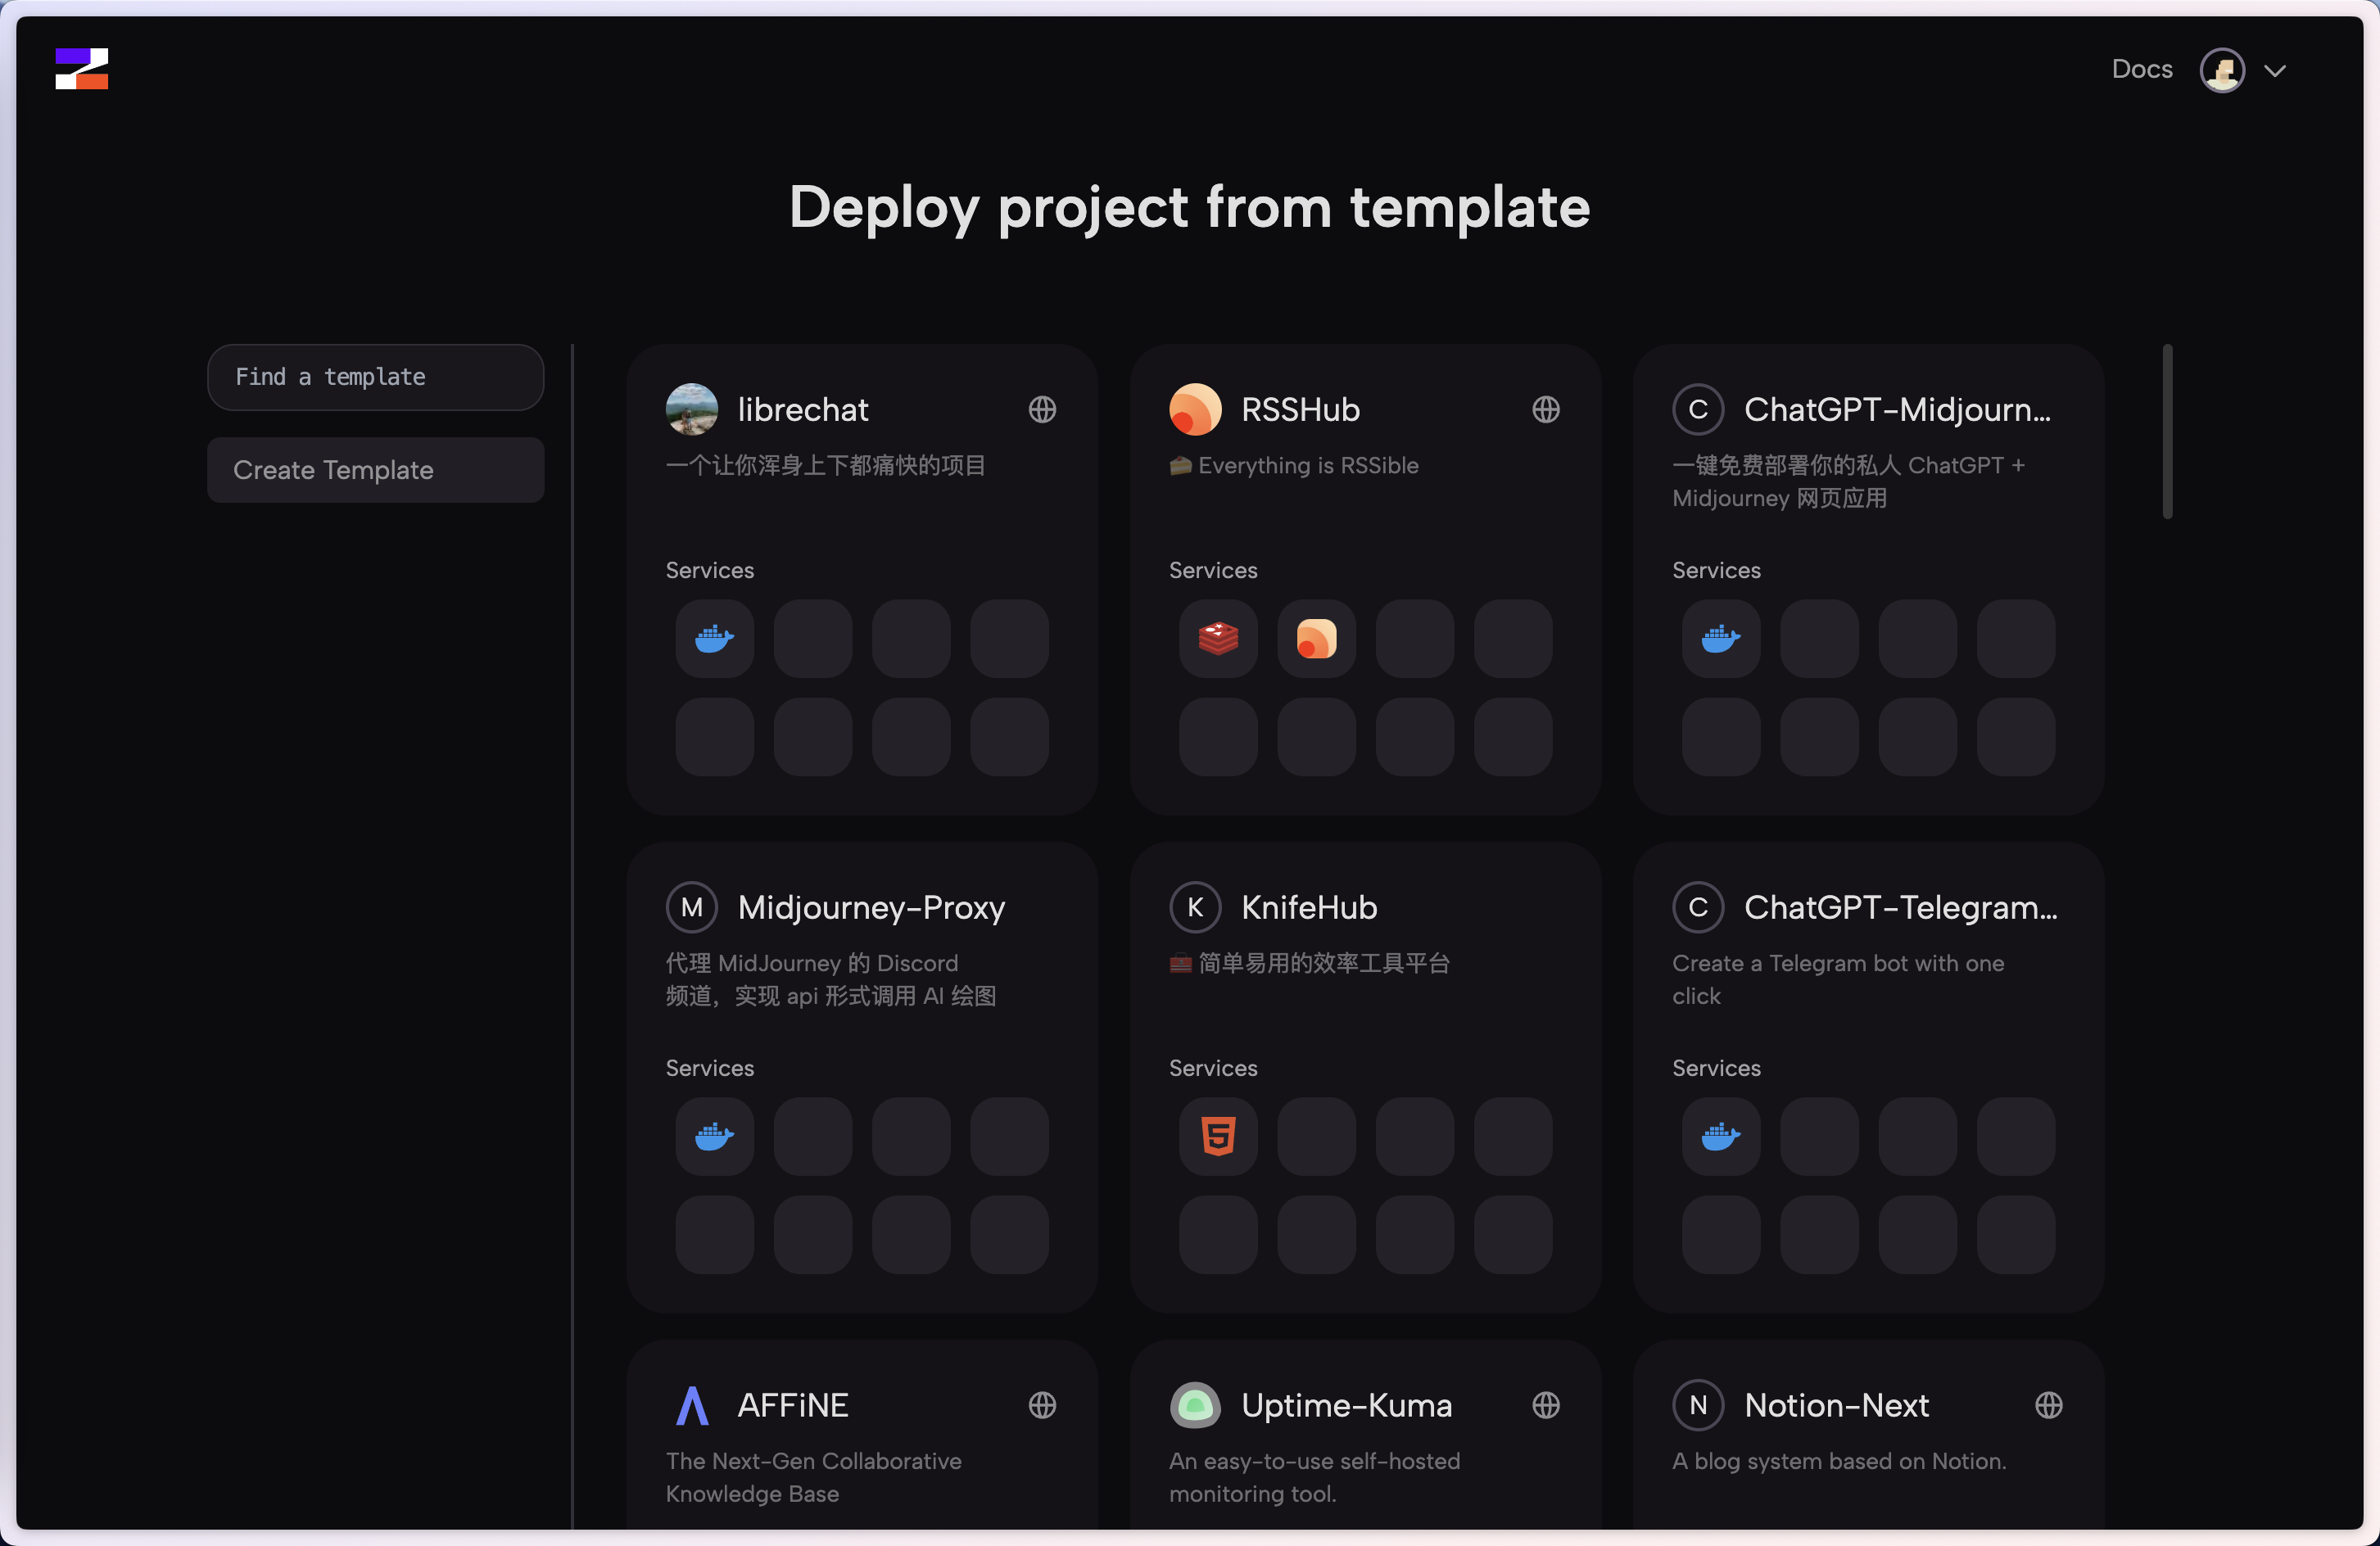 Docs
Deploy project from template
Find a template
Create Template
librechat
一个让你浑身上下都痛快的项目
Services
RSSHub
🍰 Everything is RSSible
Services
C
ChatGPT-Midjourn...
一键免费部署你的私人 ChatGPT +
Midjourney 网页应用
Services
M
Midjourney-Proxy
代理 MidJourney 的 Discord
频道，实现 api 形式调用 AI 绘图
Services
K
KnifeHub
🧰 简单易用的效率工具平台
Services
C
ChatGPT-Telegram...
Create a Telegram bot with one
click
Services
AFFiNE
The Next-Gen Collaborative
Knowledge Base
Uptime-Kuma
An easy-to-use self-hosted
monitoring tool.
N
Notion-Next
A blog system based on Notion.